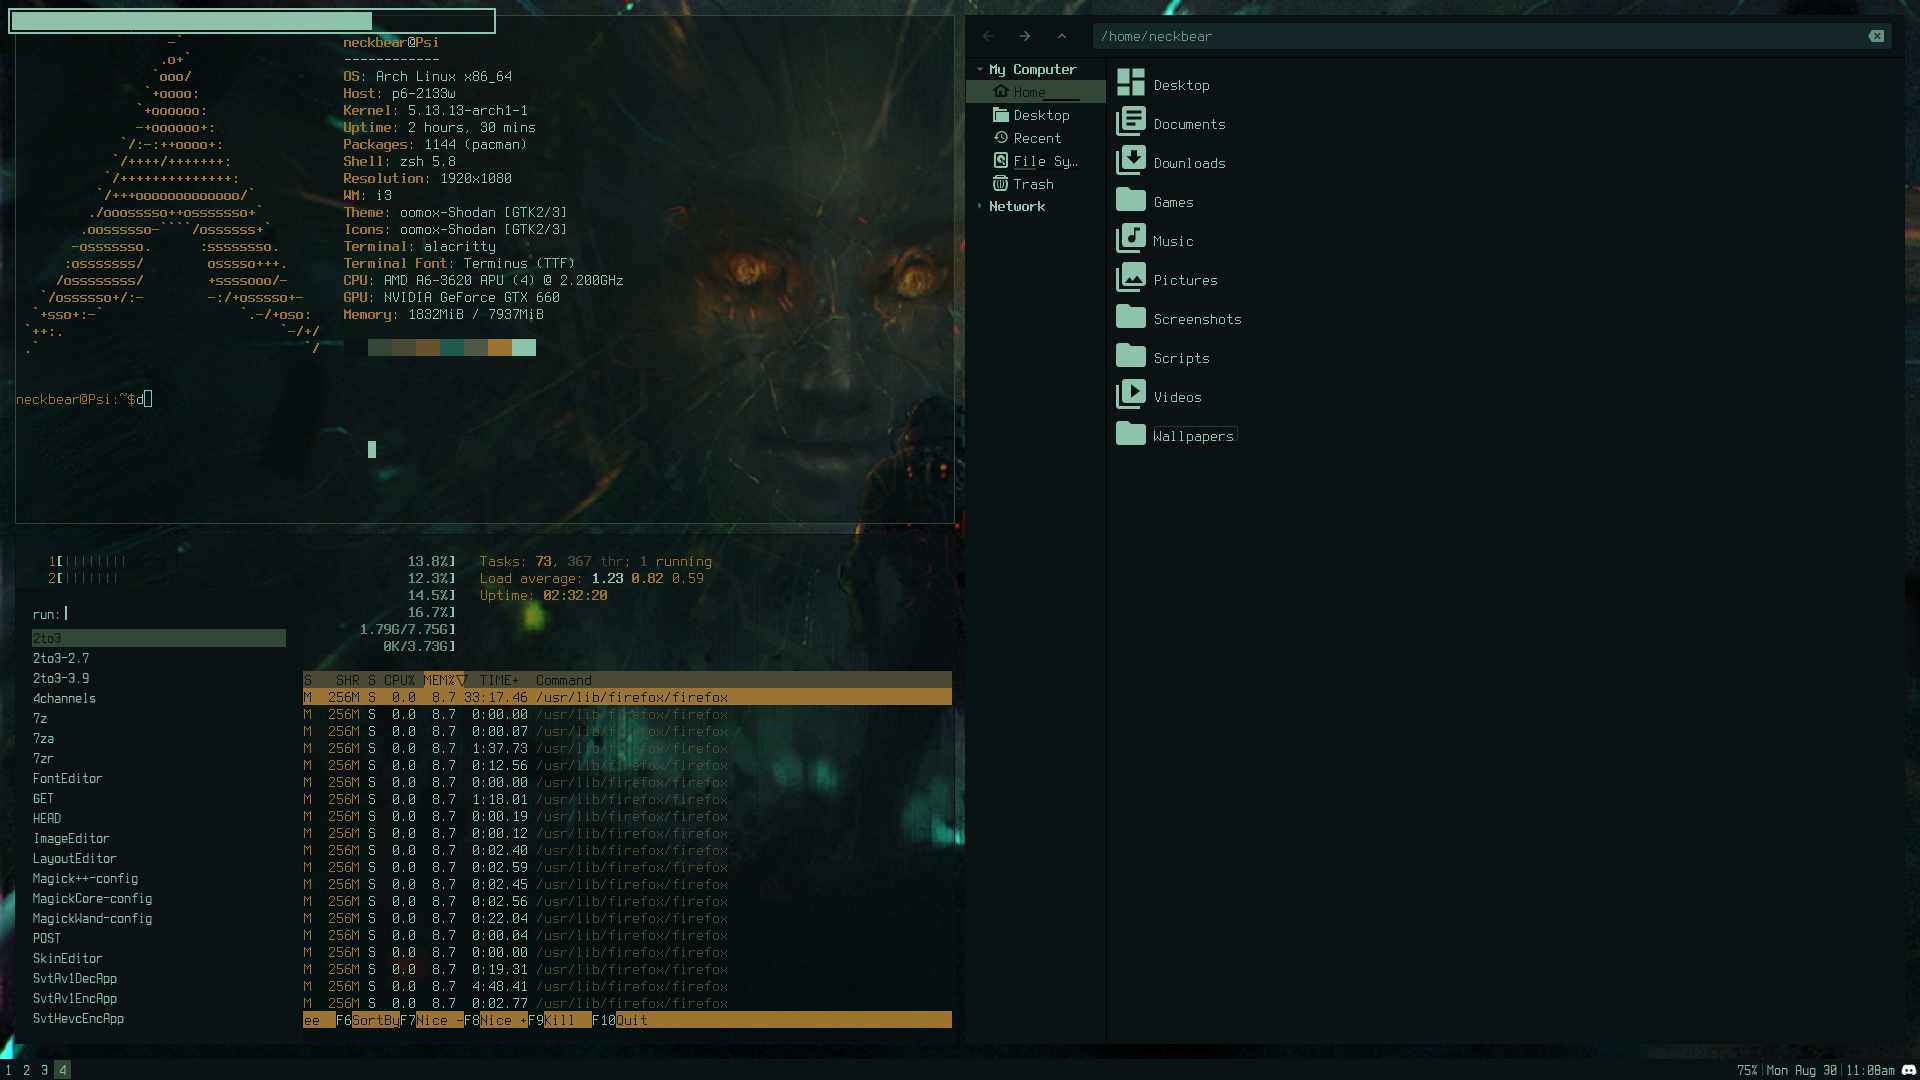 neckbear@Psi
------------
OS: Arch Linux x86_64
Host: p6-2133w
Kernel: 5.13.13-arch1-1
Uptime: 2 hours, 30 mins
Packages: 1144 (pacman)
Shell: zsh 5.8
Resolution: 1920x1080
WM: i3
Theme: oomox-Shodan [GTK2/3]
Icons: oomox-Shodan [GTK2/3]
Terminal: alacritty
Terminal Font: Terminus (TTF)
CPU: AMD A6-3620 APU (4) @ 2.200GHz
GPU: NVIDIA GeForce GTX 660
Memory: 1832MiB / 7937MiB
-`
.o+`
`ooo/
`+oooo:
`+oooooo:
-+oooooo+:
`/:-:++oooo+:
`/++++/+++++++:
`/++++++++++++++:
`/+++ooooooooooooo/`
./ooosssso++osssssso+`
.oossssso-````/ossssss+`
-osssssso. :ssssssso.
:osssssss/ osssso+++.
/ossssssss/ +ssssooo/-
`/ossssso+/:- -:/+osssso+-
`+sso+:-` `.-/+oso:
`++:. `-/+/
.` `/
neckbear@Psi:~$d
1[|||||||| 13.8%]
2[||||||| 12.3%]
14.5%]
16.7%]
1.79G/7.75G]
0K/3.73G]
Tasks: 73, 367 thr; 1 running
Load average: 1.23 0.82 0.59
Uptime: 02:32:20
run:
2to3
2to3-2.7
2to3-3.9
4channels
7z
7za
7zr
FontEditor
GET
HEAD
ImageEditor
LayoutEditor
Magick++-config
MagickCore-config
MagickWand-config
POST
SkinEditor
SvtAv1DecApp
SvtAv1EncApp
SvtHevcEncApp
S SHR S CPU% MEM%▽ TIME+ Command
M 256M S 0.0 8.7 33:17.46 /usr/lib/firefox/firefox
M 256M S 0.0 8.7 0:00.00 /usr/lib/firefox/firefox
M 256M S 0.0 8.7 0:00.07 /usr/lib/firefox/firefox
M 256M S 0.0 8.7 1:37.73 /usr/lib/firefox/firefox
M 256M S 0.0 8.7 0:12.56 /usr/lib/firefox/firefox
M 256M S 0.0 8.7 0:00.00 /usr/lib/firefox/firefox
M 256M S 0.0 8.7 1:18.01 /usr/lib/firefox/firefox
M 256M S 0.0 8.7 0:00.19 /usr/lib/firefox/firefox
M 256M S 0.0 8.7 0:00.12 /usr/lib/firefox/firefox
M 256M S 0.0 8.7 0:02.40 /usr/lib/firefox/firefox
M 256M S 0.0 8.7 0:02.59 /usr/lib/firefox/firefox
M 256M S 0.0 8.7 0:02.45 /usr/lib/firefox/firefox
M 256M S 0.0 8.7 0:02.56 /usr/lib/firefox/firefox
M 256M S 0.0 8.7 0:22.04 /usr/lib/firefox/firefox
M 256M S 0.0 8.7 0:00.04 /usr/lib/firefox/firefox
M 256M S 0.0 8.7 0:00.00 /usr/lib/firefox/firefox
M 256M S 0.0 8.7 0:19.31 /usr/lib/firefox/firefox
M 256M S 0.0 8.7 4:48.41 /usr/lib/firefox/firefox
M 256M S 0.0 8.7 0:02.77 /usr/lib/firefox/firefox
ee F6SortByF7Nice -F8Nice +F9Kill F10Quit
/home/neckbear
My Computer
Home
Desktop
Recent
File Sy…
Trash
Network
Desktop
Documents
Downloads
Games
Music
Pictures
Screenshots
Scripts
Videos
Wallpapers
1 2 3 4
75% Mon Aug 30 11:08am